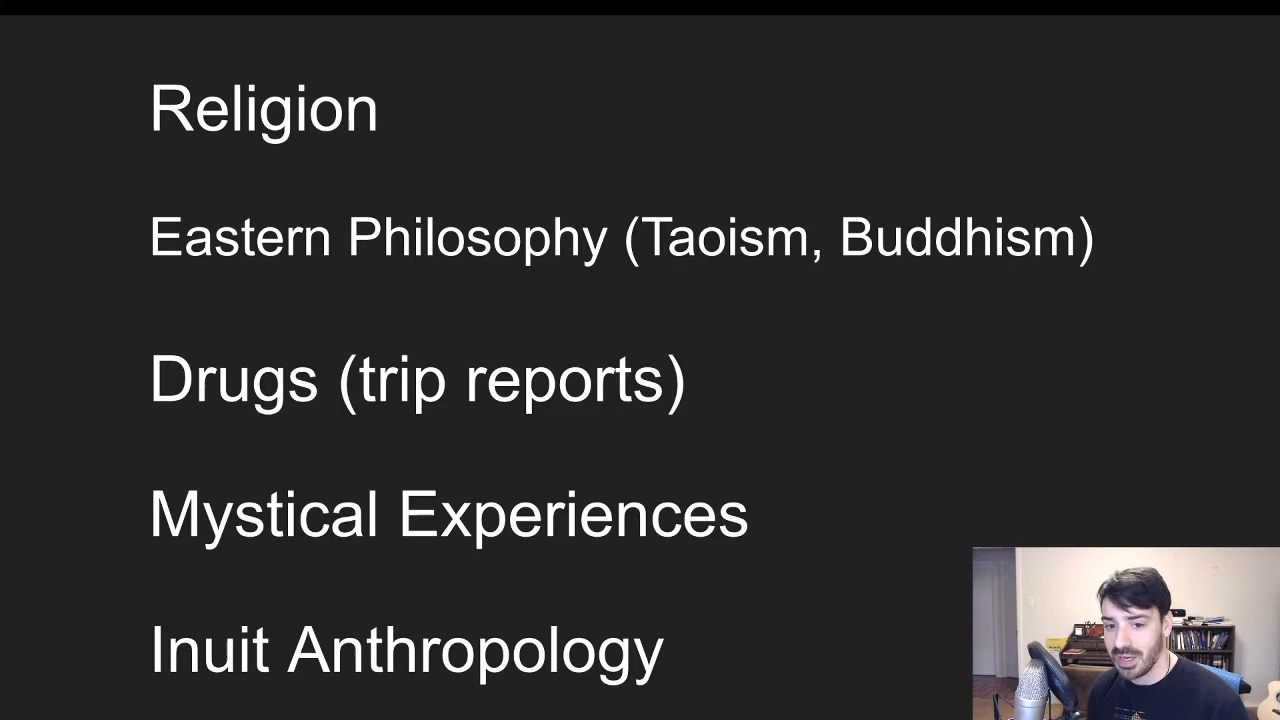 Religion
Eastern Philosophy (Taoism, Buddhism)
Drugs (trip reports)
Mystical Experiences
Inuit Anthropology